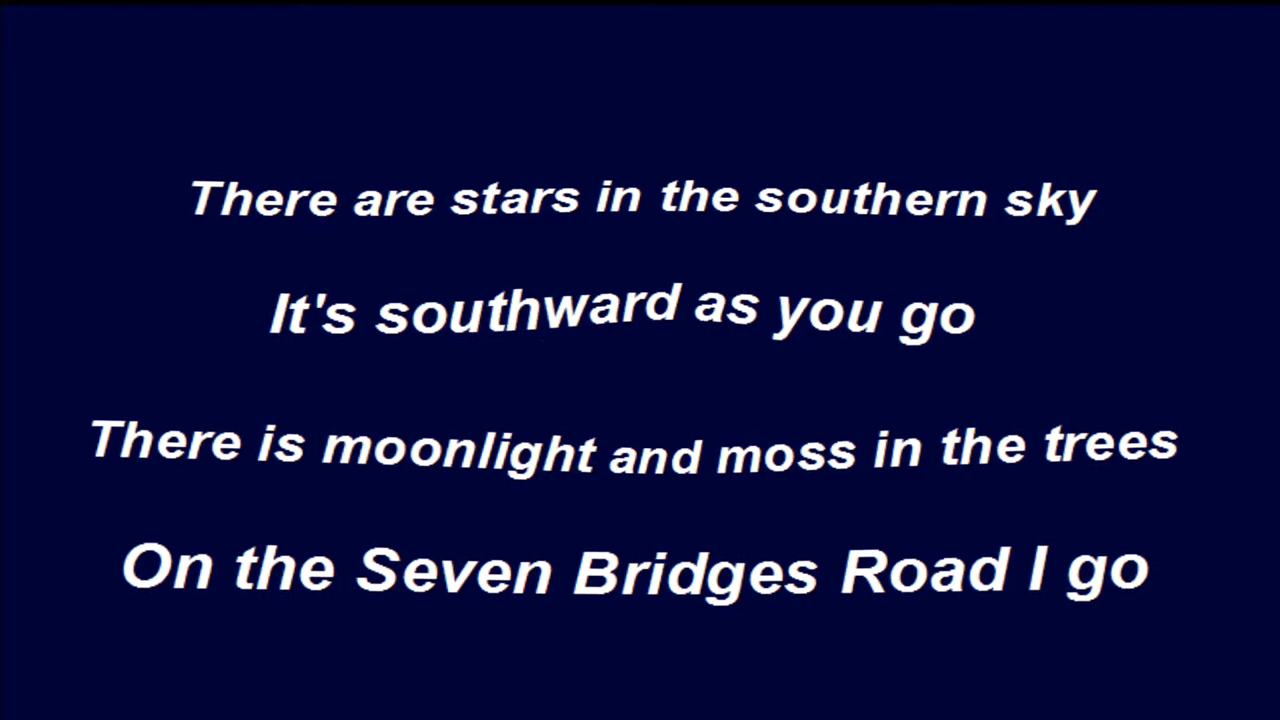 There are stars in the southern sky
It's southward as you go
There is moonlight and moss in the trees
On the Seven Bridges Road I go